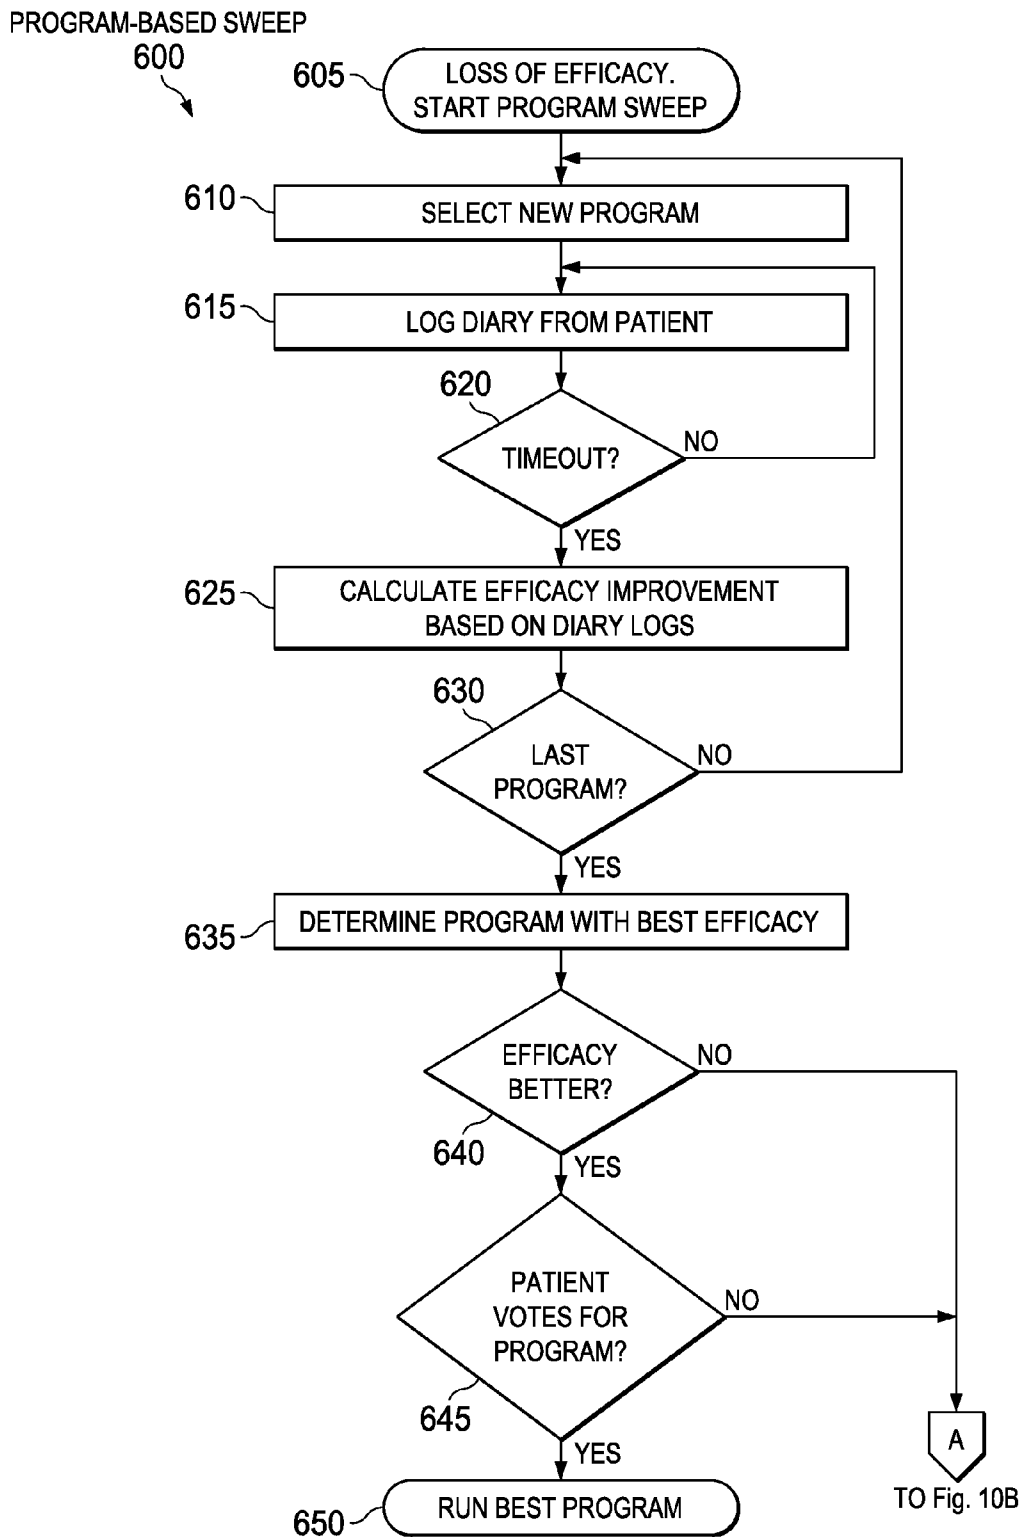 PROGRAM-BASED SWEEP
600
605
LOSS OF EFFICACY.
START PROGRAM SWEEP
610
SELECT NEW PROGRAM
615
LOG DIARY FROM PATIENT
620
TIMEOUT?
NO
YES
625
CALCULATE EFFICACY IMPROVEMENT
BASED ON DIARY LOGS
630
LAST
PROGRAM?
NO
YES
635
DETERMINE PROGRAM WITH BEST EFFICACY
EFFICACY
BETTER?
NO
640
YES
PATIENT
VOTES FOR
PROGRAM?
NO
645
YES
A
TO Fig. 10B
650
RUN BEST PROGRAM